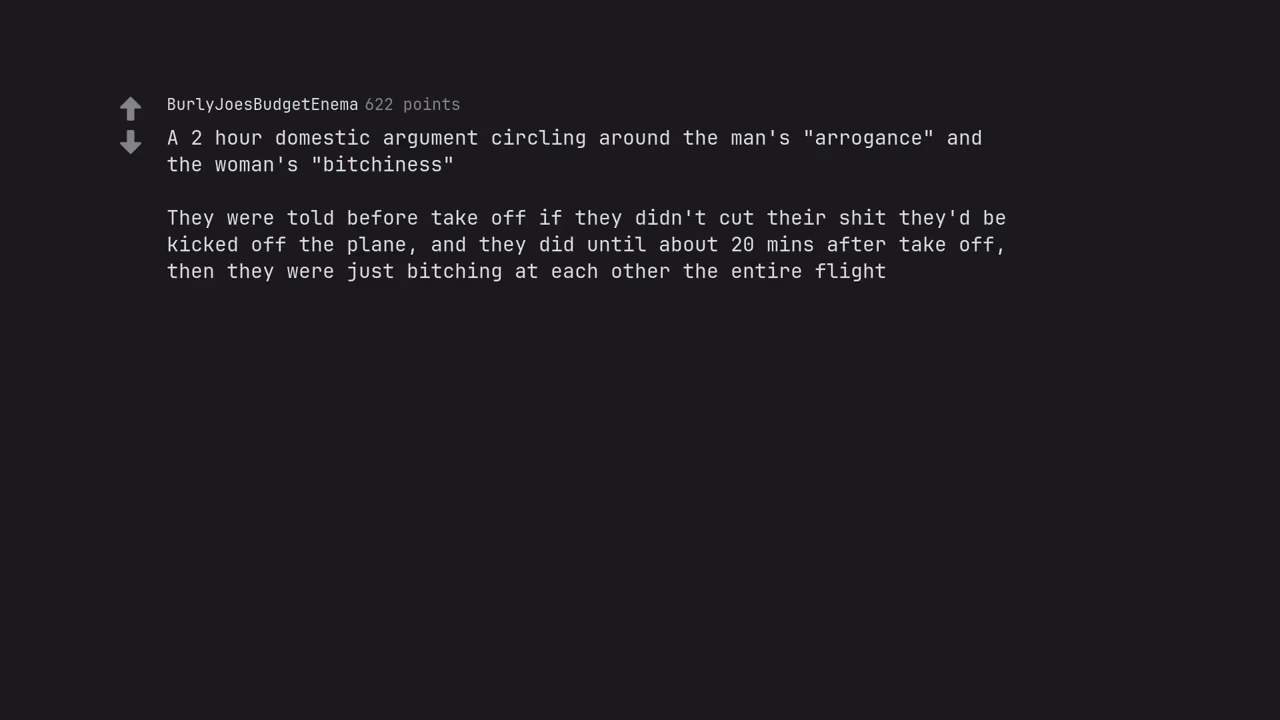 BurlyJoesBudgetEnema 622 points
A 2 hour domestic argument circling around the man's "arrogance" and
the woman's "bitchiness"
They were told before take off if they didn't cut their shit they'd be
kicked off the plane, and they did until about 20 mins after take off,
then they were just bitching at each other the entire flight